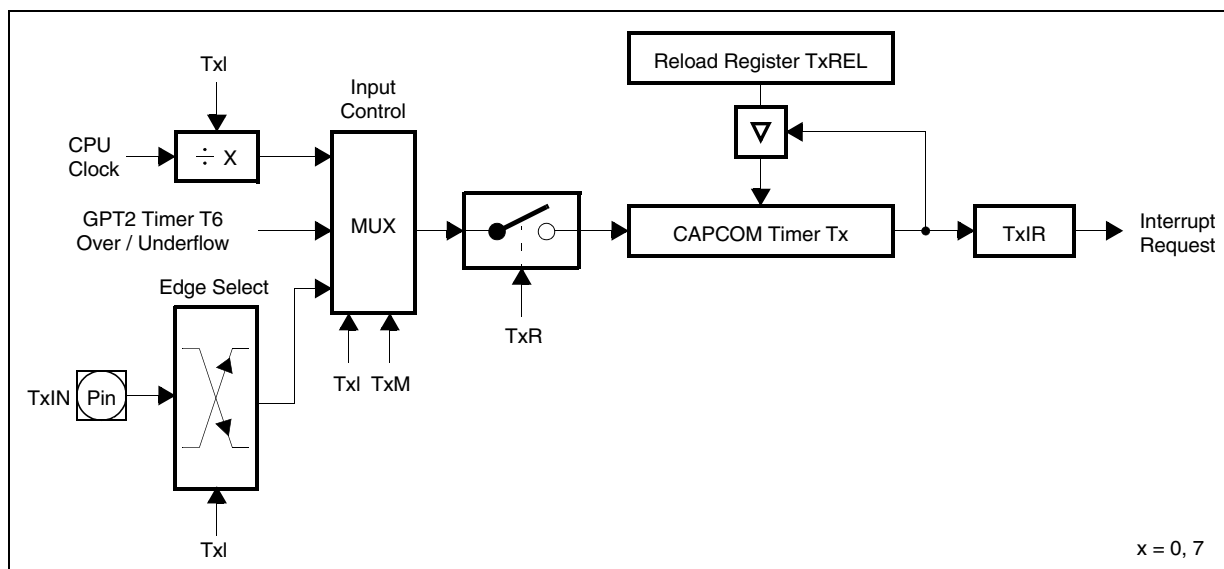 Reload Register TxREL
TxI
Input
Control
CPU
Clock
÷ X
GPT2 Timer T6
Over / Underflow
MUX
CAPCOM Timer Tx
TxIR
Interrupt
Request
Edge Select
TxR
TxI TxM
TxIN
Pin
TxI
x = 0, 7